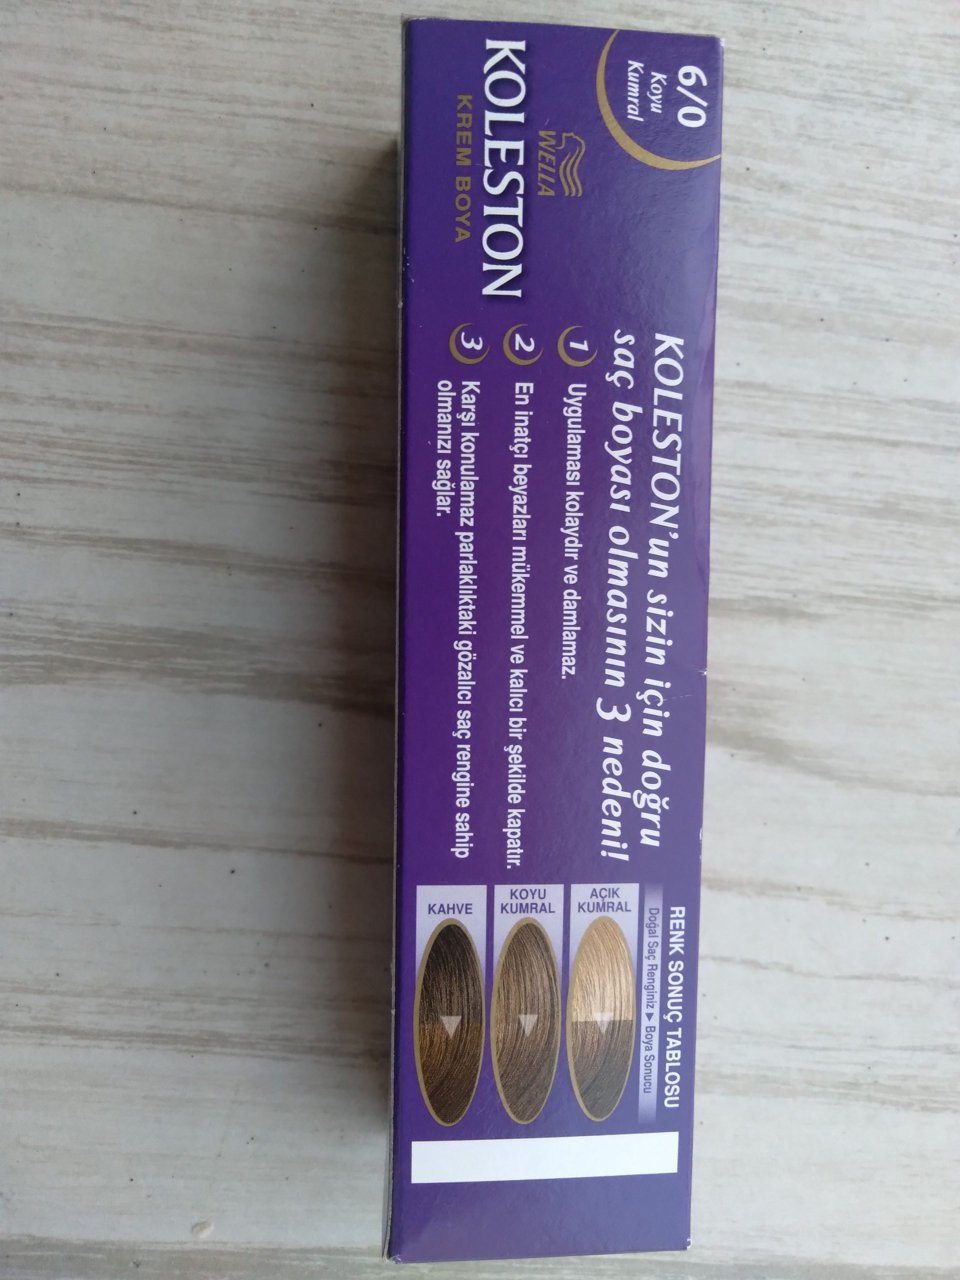 6/0
Koyu
Kumral
WELLA
KOLESTON
KREM BOYA
KOLESTON'un sizin için doğru
saç boyası olmasının 3 nedeni!
1 Uygulaması kolaydır ve damlamaz.
2 En inatçı beyazları mükemmel ve kalıcı bir şekilde kapatır.
3 Karşı konulamaz parlaklıktaki gözalıcı saç rengine sahip
olmanızı sağlar.
RENK SONUÇ TABLOSU
Doğal Saç Renginiz ▶ Boya Sonucu
AÇIK
KUMRAL
KOYU
KUMRAL
KAHVE